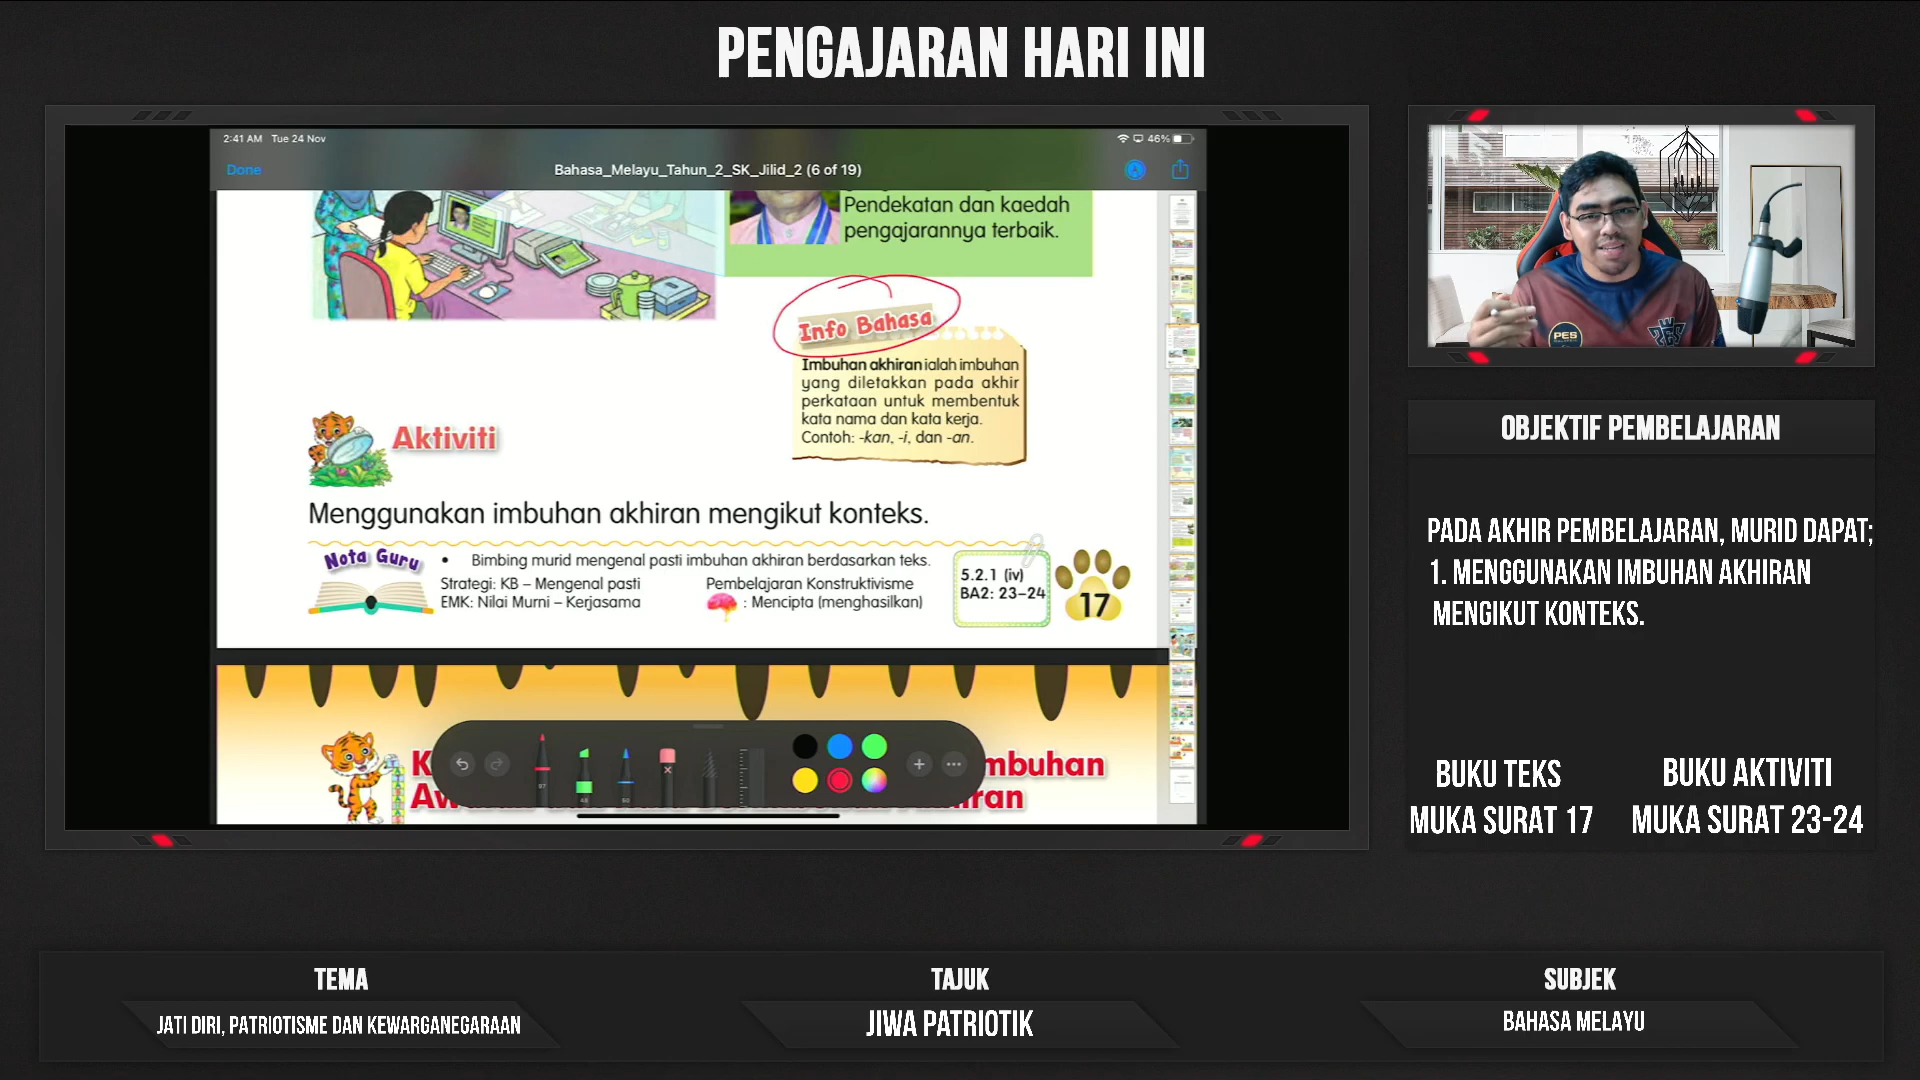 PENGAJARAN HARI INI
2:41 AM Tue 24 Nov
46%
Done
Bahasa_Melayu_Tahun_2_SK_Jilid_2 (6 of 19)
Pendekatan dan kaedah
pengajarannya terbaik.
Info Bahasa
Imbuhan akhiran ialah imbuhan
yang diletakkan pada akhir
perkataan untuk membentuk
kata nama dan kata kerja.
Contoh: -kan, -i, dan -an.
Aktiviti
Menggunakan imbuhan akhiran mengikut konteks.
Nota Guru
• Bimbing murid mengenal pasti imbuhan akhiran berdasarkan teks.
Strategi: KB – Mengenal pasti
Pembelajaran Konstruktivisme
EMK: Nilai Murni – Kerjasama
: Mencipta (menghasilkan)
5.2.1 (iv)
BA2: 23–24
17
K
mbuhan
Aw
iran
PES
OBJEKTIF PEMBELAJARAN
PADA AKHIR PEMBELAJARAN, MURID DAPAT;
1. MENGGUNAKAN IMBUHAN AKHIRAN
MENGIKUT KONTEKS.
BUKU TEKS
MUKA SURAT 17
BUKU AKTIVITI
MUKA SURAT 23-24
TEMA
JATI DIRI, PATRIOTISME DAN KEWARGANEGARAAN
TAJUK
JIWA PATRIOTIK
SUBJEK
BAHASA MELAYU